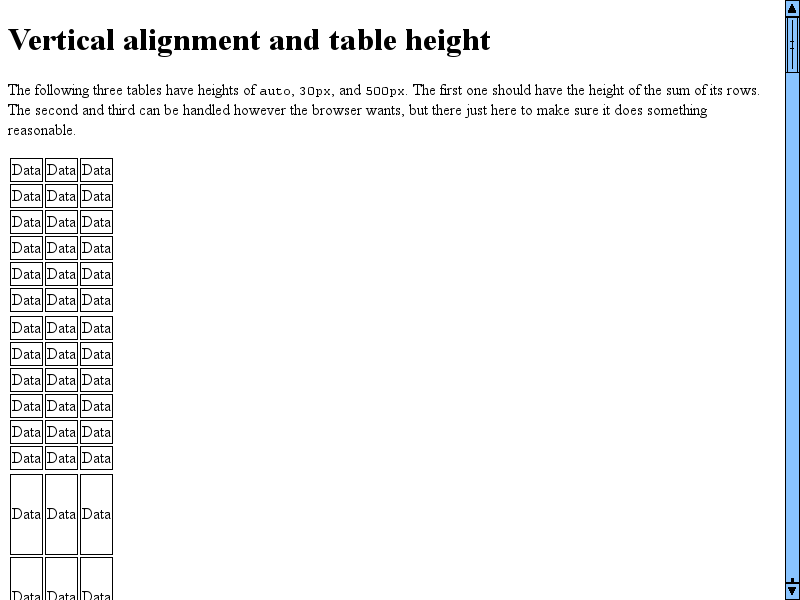 Vertical alignment and table height
The following three tables have heights of auto, 30px, and 500px. The first one should have the height of the sum of its rows.
The second and third can be handled however the browser wants, but there just here to make sure it does something
reasonable.
Data Data Data
Data Data Data
Data Data Data
Data Data Data
Data Data Data
Data Data Data
Data Data Data
Data Data Data
Data Data Data
Data Data Data
Data Data Data
Data Data Data
Data Data Data
Data Data Data